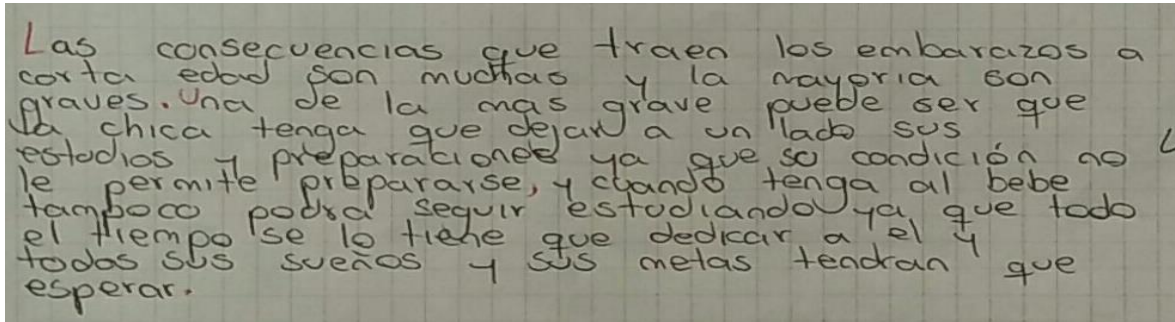 Las consecuencias que traen los embarazos a
corta edad son muchas y la mayoria son
graves. Una de la mas grave puede ser que
la chica tenga que dejar a un lado sus
estudios y preparaciones ya que su condición no
le permite prepararse, y cuando tenga al bebe
tampoco podra seguir estudiando ya que todo
el tiempo se lo tiene que dedicar a el y
todos sus sueños y sus metas tendran que
esperar.